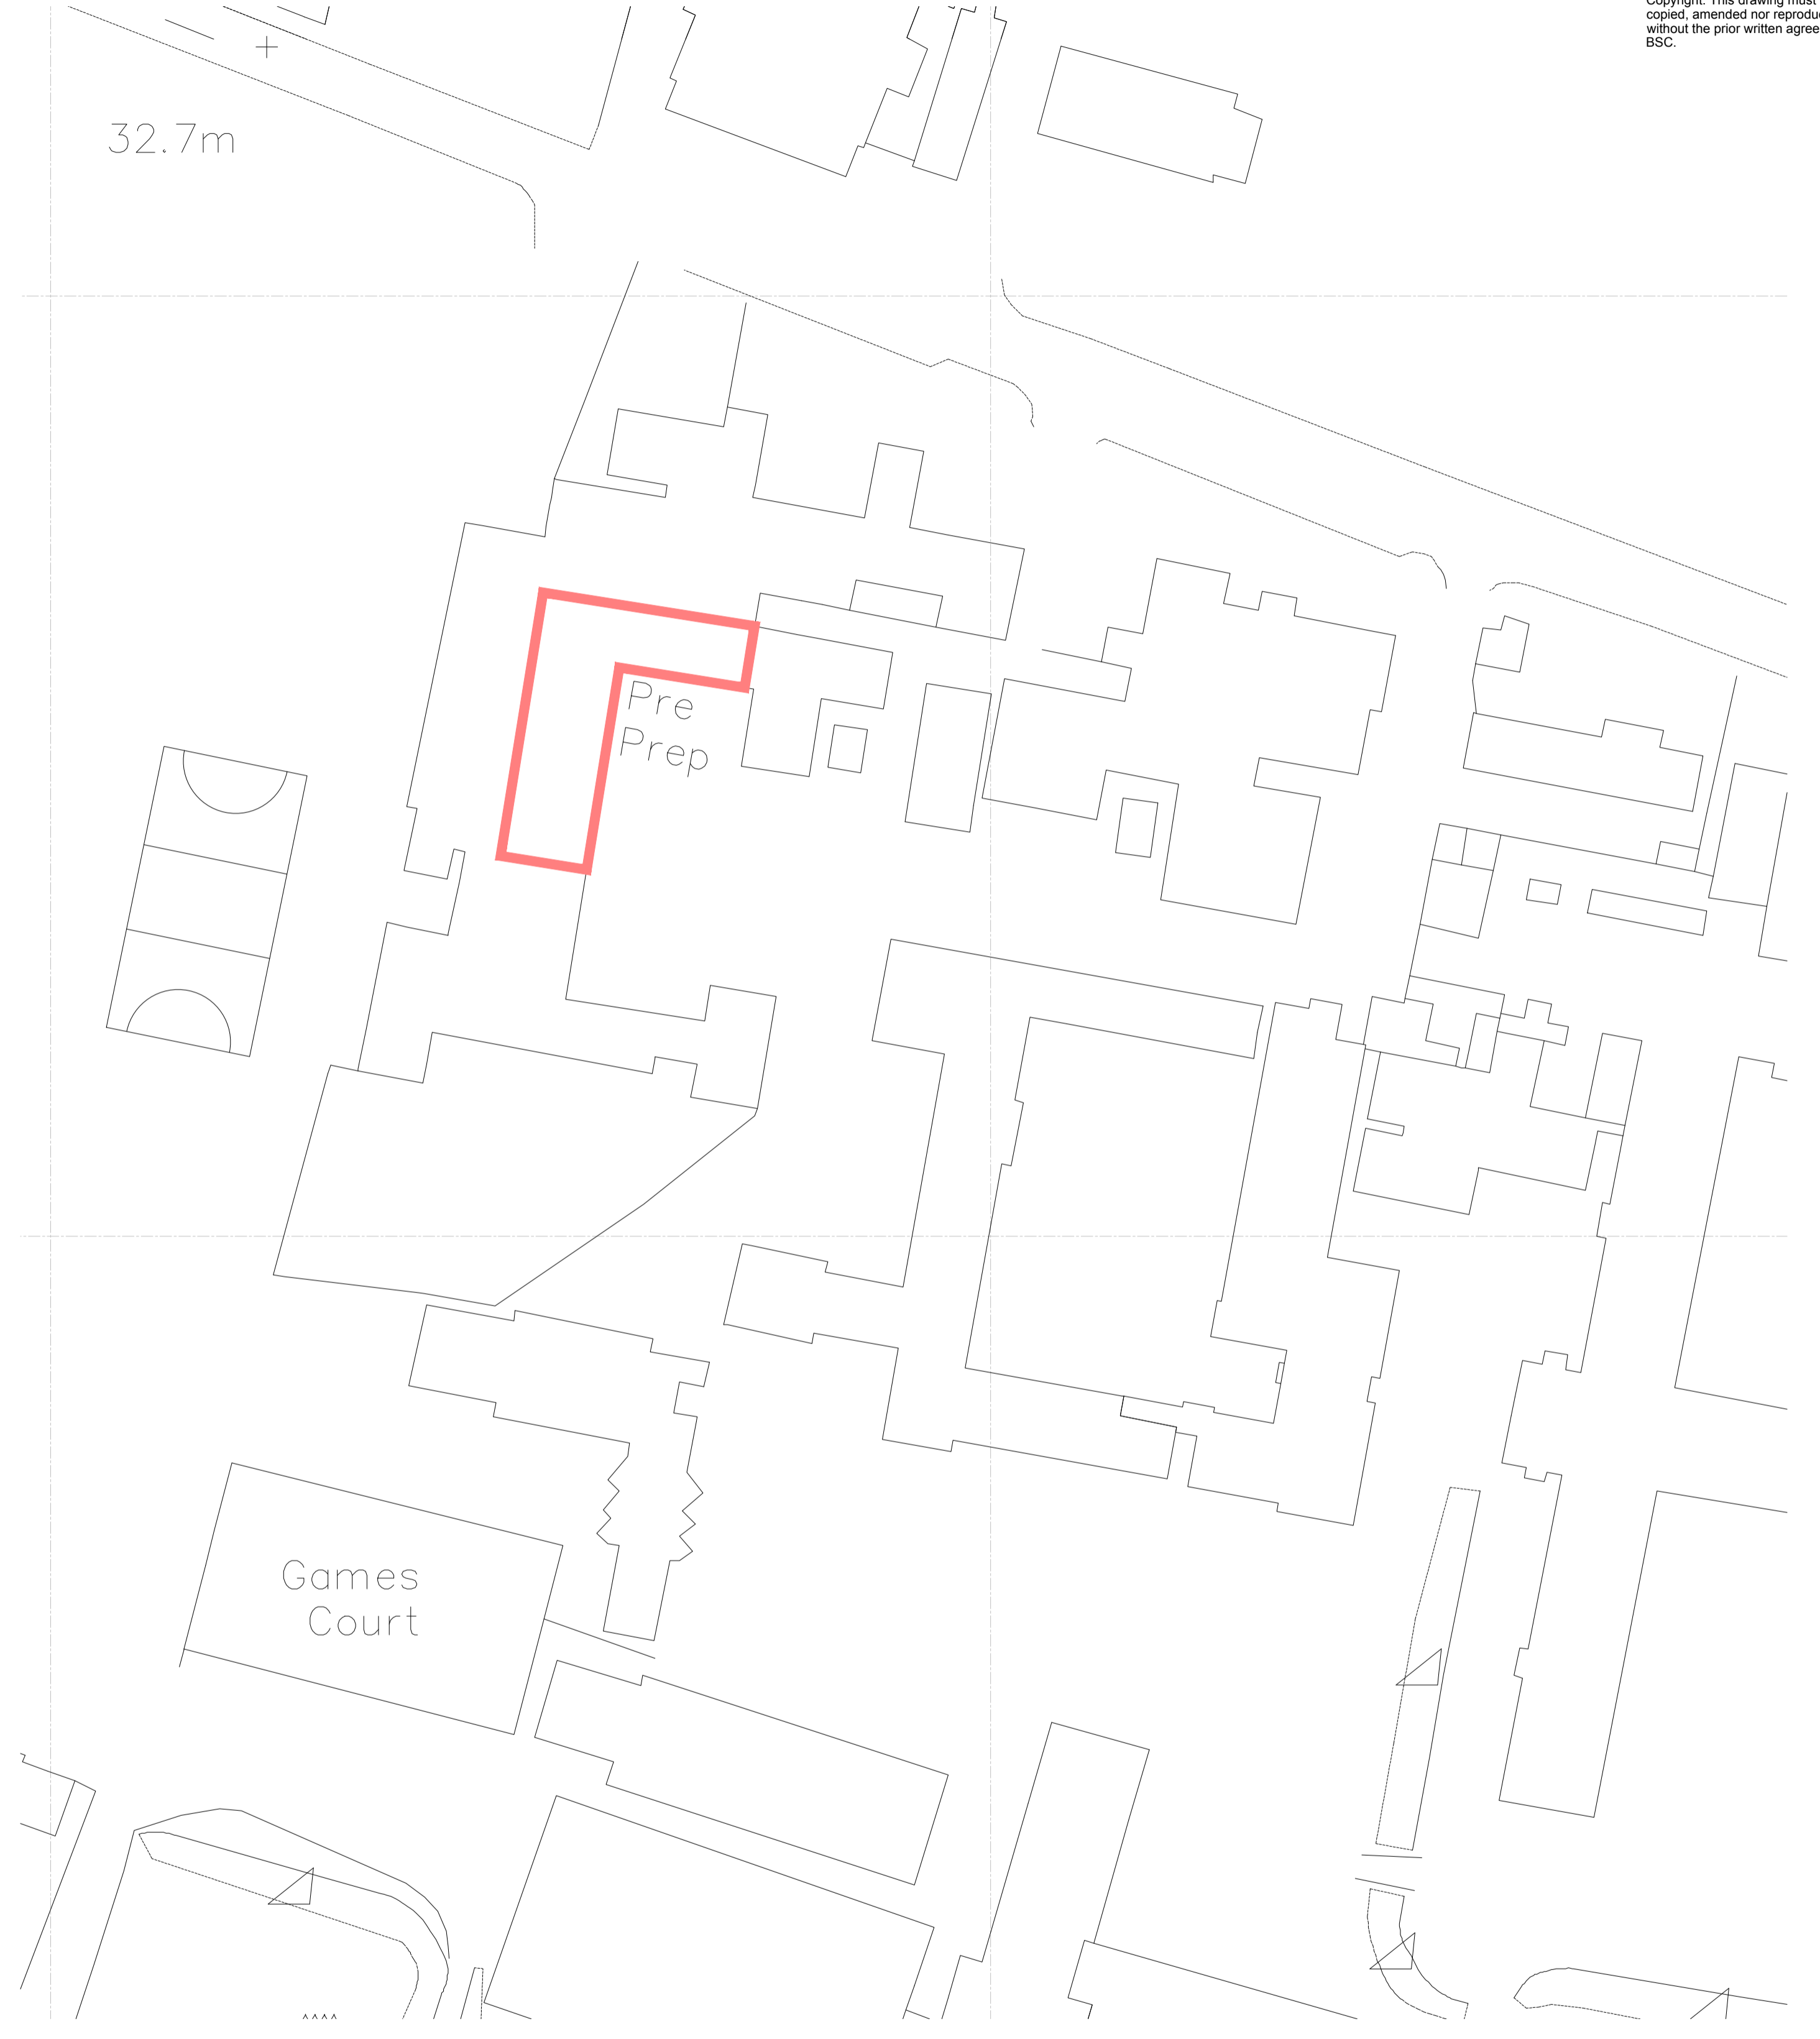 Copyright. This drawing must
copied, amended nor reprodu
without the prior written agree
BSC.
32.7m
Pre
Prep
Games
Court